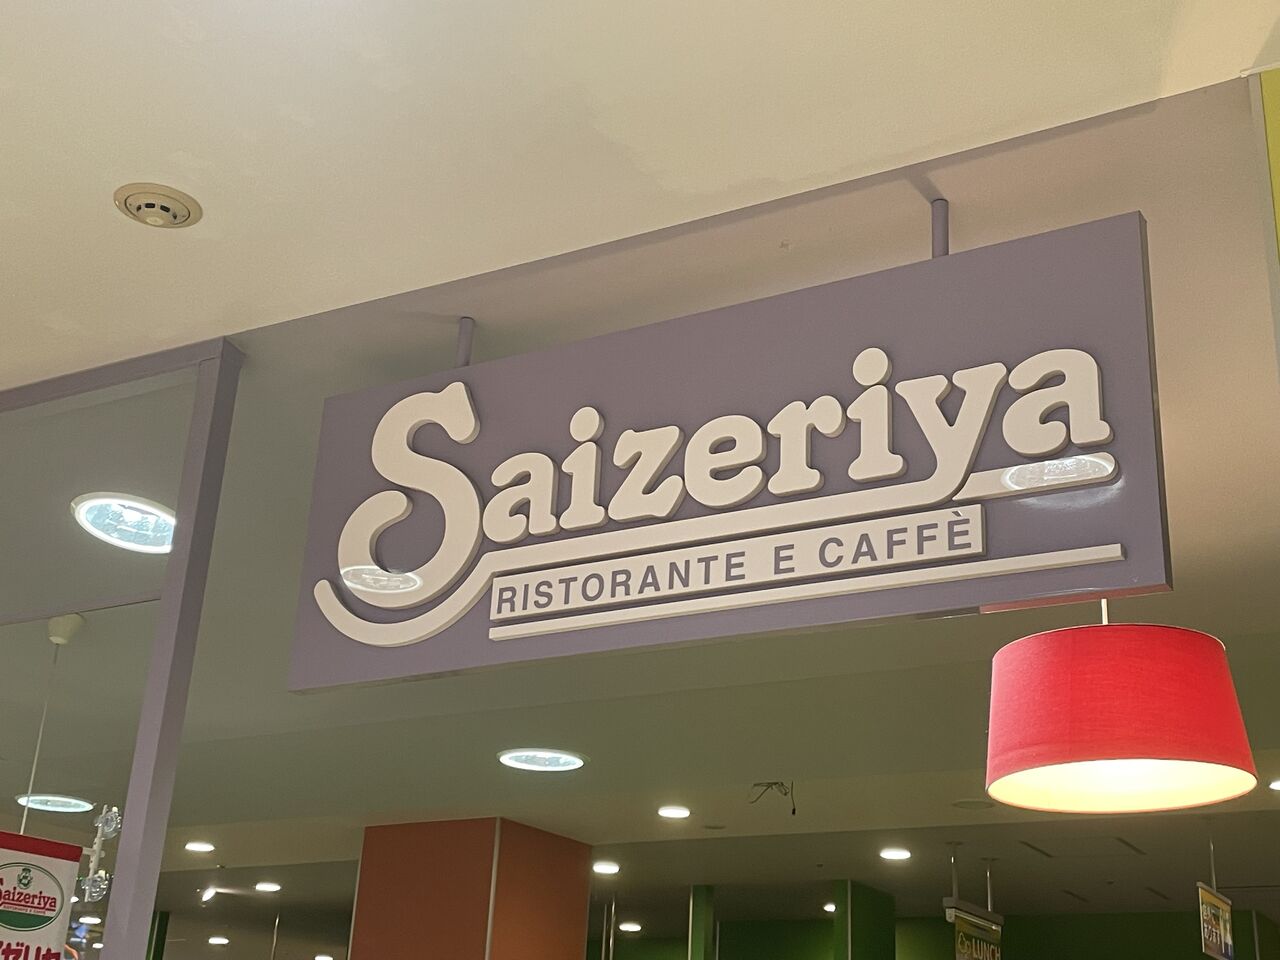 Saizeriya
RISTORANTE E CAFFÈ
Saizeriya
LUNCH